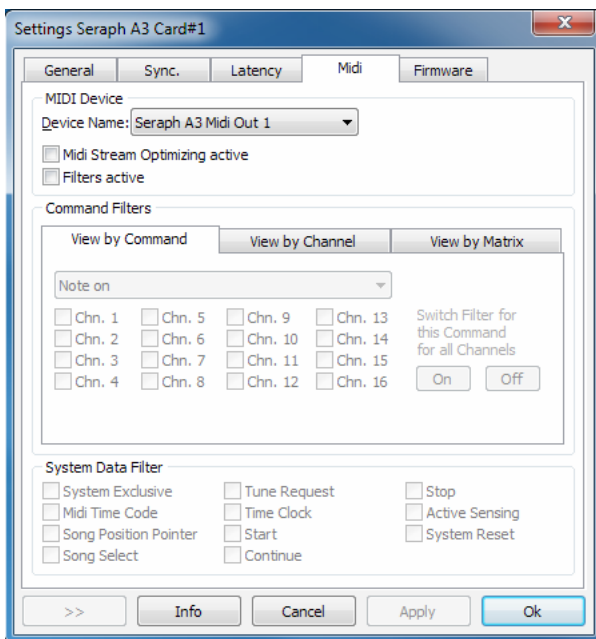 Settings Seraph A3 Card#1
General Sync. Latency Midi Firmware
MIDI Device
Device Name: Seraph A3 Midi Out 1
Midi Stream Optimizing active
Filters active
Command Filters
View by Command View by Channel View by Matrix
Note on
Chn. 1 Chn. 5 Chn. 9 Chn. 13 Switch Filter for
Chn. 2 Chn. 6 Chn. 10 Chn. 14 this Command
Chn. 3 Chn. 7 Chn. 11 Chn. 15 for all Channels
Chn. 4 Chn. 8 Chn. 12 Chn. 16 On Off
System Data Filter
System Exclusive Tune Request Stop
Midi Time Code Time Clock Active Sensing
Song Position Pointer Start System Reset
Song Select Continue
>> Info Cancel Apply Ok